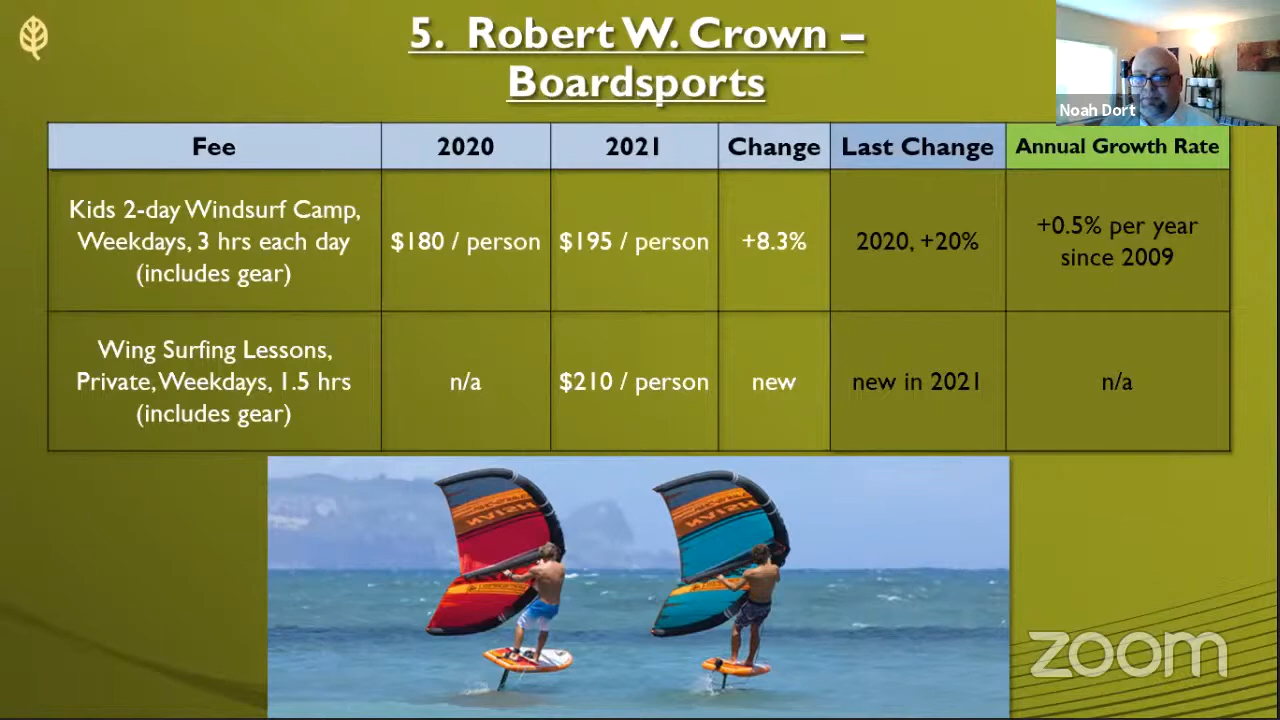 5. Robert W. Crown –
Boardsports
Noah Dort
Fee
2020
2021
Change
Last Change
Annual Growth Rate
Kids 2-day Windsurf Camp,
Weekdays, 3 hrs each day
(includes gear)
$180 / person
$195 / person
+8.3%
2020, +20%
+0.5% per year
since 2009
Wing Surfing Lessons,
Private, Weekdays, 1.5 hrs
(includes gear)
n/a
$210 / person
new
new in 2021
n/a
zoom